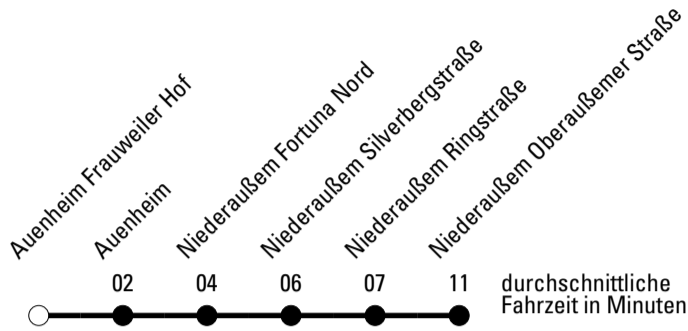 Auenheim Frauweiler Hof
Auenheim
Niederaußem Fortuna Nord
Niederaußem Silverbergstraße
Niederaußem Ringstraße
Niederaußem Oberaußemer Straße
02 04 06 07 11
durchschnittliche
Fahrzeit in Minuten